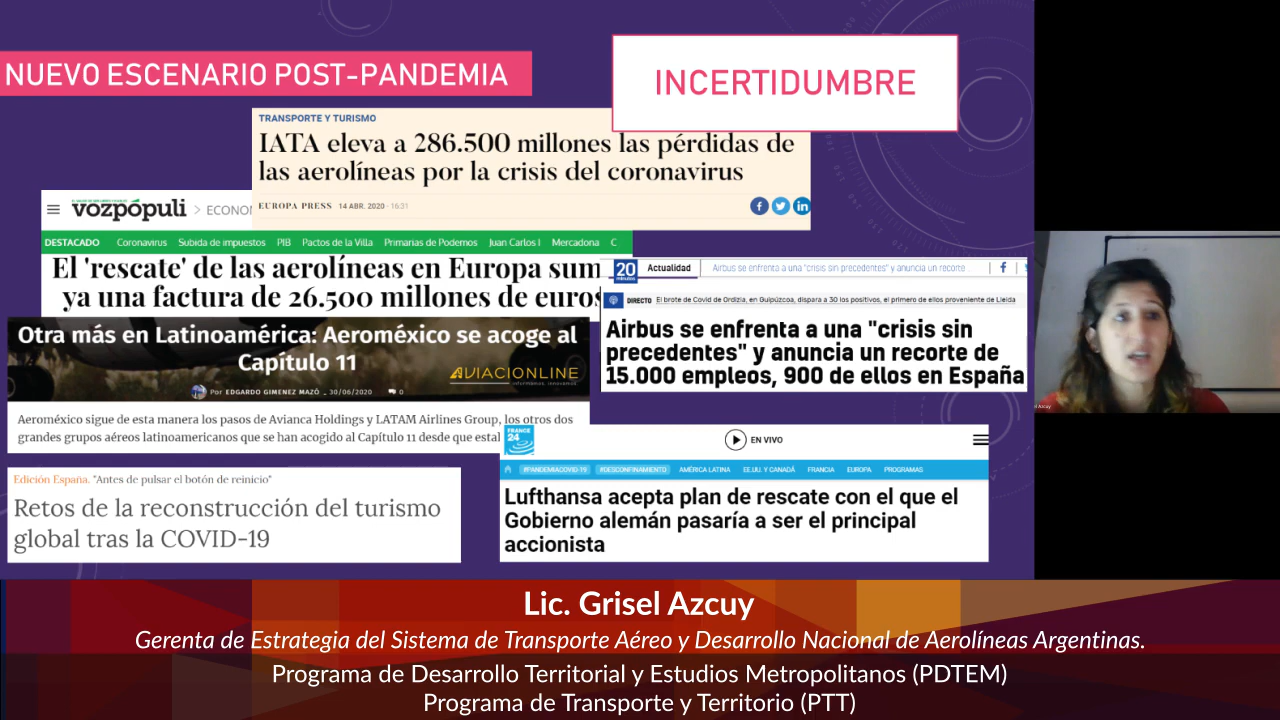 NUEVO ESCENARIO POST-PANDEMIA
INCERTIDUMBRE
TRANSPORTE Y TURISMO
IATA eleva a 286.500 millones las pérdidas de
las aerolíneas por la crisis del coronavirus
EUROPA PRESS 14 ABR. 2020 · 16:31
vozpópuli > ECONO
DESTACADO Coronavirus Subida de impuestos PIB Pactos de la Villa Primarias de Podemos Juan Carlos I Mercadona C
El 'rescate' de las aerolíneas en Europa sum
ya una factura de 26.500 millones de euros
20 minutos Actualidad Airbus se enfrenta a una "crisis sin precedentes" y anuncia un recorte...
DIRECTO El brote de Covid de Ordizia, en Guipúzcoa, dispara a 30 los positivos, el primero de ellos proveniente de Lleida
Airbus se enfrenta a una "crisis sin
precedentes" y anuncia un recorte de
15.000 empleos, 900 de ellos en España
Otra más en Latinoamérica: Aeroméxico se acoge al
Capítulo 11
AVIACIONLINE
Por EDGARDO GIMENEZ MAZÓ _ 30/06/2020 0
Aeroméxico sigue de esta manera los pasos de Avianca Holdings y LATAM Airlines Group, los otros dos
grandes grupos aéreos latinoamericanos que se han acogido al Capítulo 11 desde que estal
FRANCE 24
EN VIVO
#PANDEMIACOVID-19 #DESCONFINAMIENTO AMÉRICA LATINA EE.UU. Y CANADÁ FRANCIA EUROPA PROGRAMAS
Lufthansa acepta plan de rescate con el que el
Gobierno alemán pasaría a ser el principal
accionista
Edición España. "Antes de pulsar el botón de reinicio"
Retos de la reconstrucción del turismo
global tras la COVID-19
Lic. Grisel Azcuy
Gerenta de Estrategia del Sistema de Transporte Aéreo y Desarrollo Nacional de Aerolíneas Argentinas.
Programa de Desarrollo Territorial y Estudios Metropolitanos (PDTEM)
Programa de Transporte y Territorio (PTT)